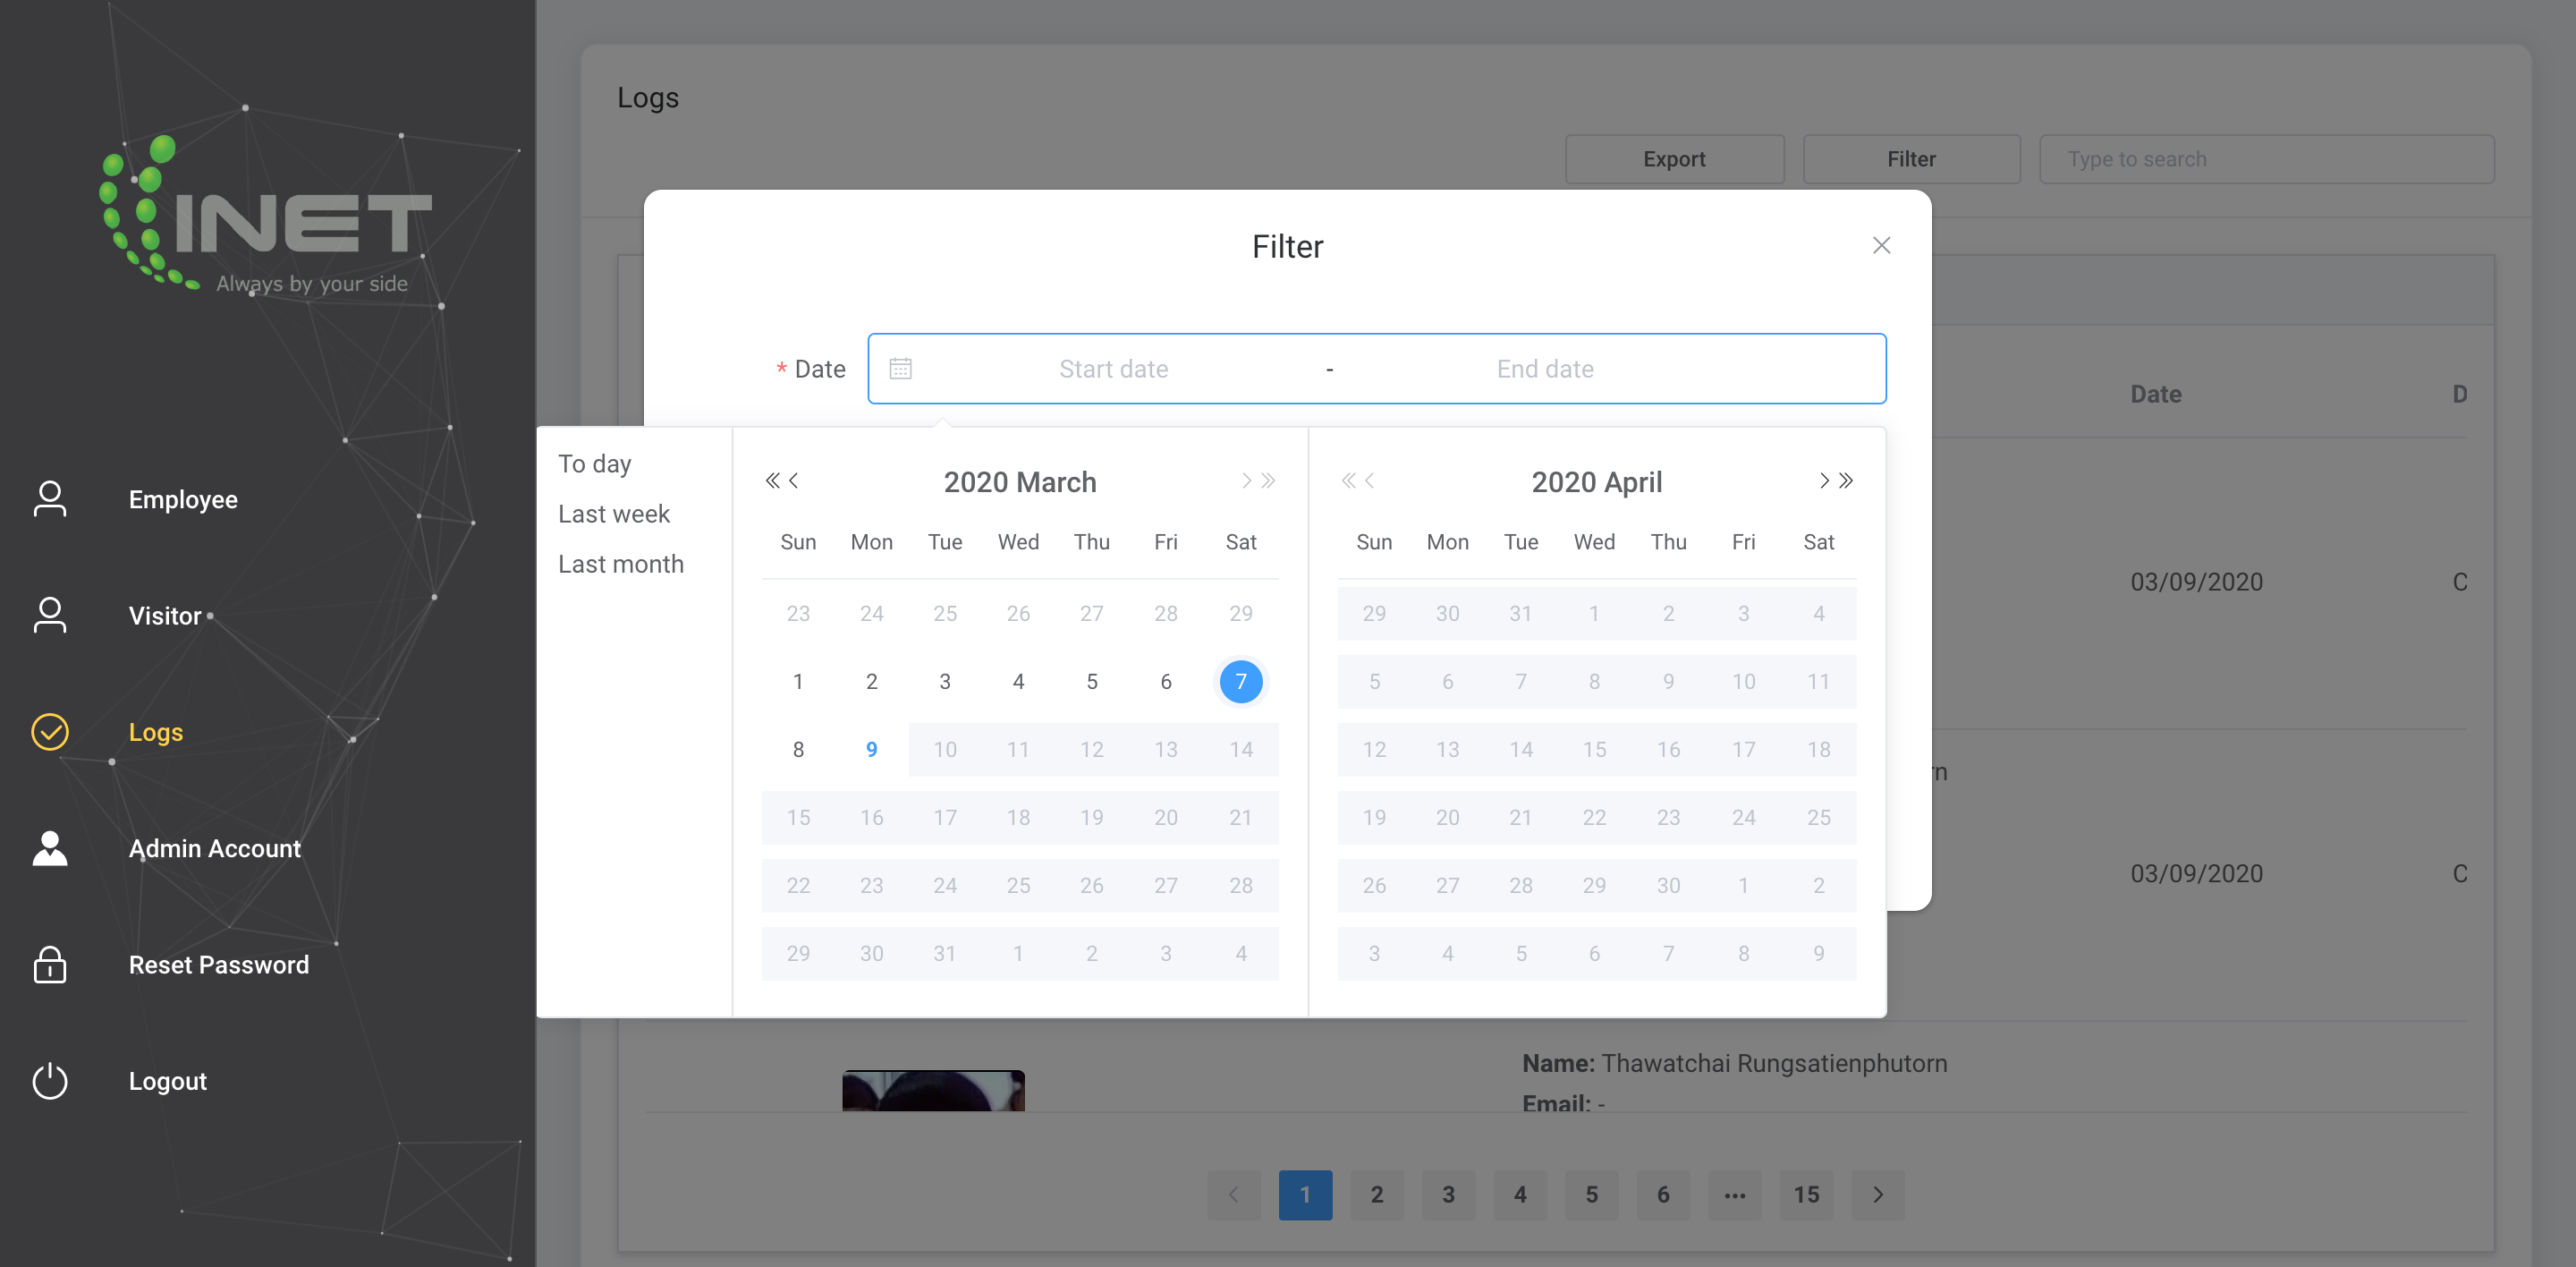 INET
Always by your side
Employee
Visitor
Logs
Admin Account
Reset Password
Logout
Logs
Export
Filter
Type to search
Filter
* Date
Start date - End date
To day
Last week
Last month
2020 March
Sun Mon Tue Wed Thu Fri Sat
23 24 25 26 27 28 29
1 2 3 4 5 6 7
8 9 10 11 12 13 14
15 16 17 18 19 20 21
22 23 24 25 26 27 28
29 30 31 1 2 3 4
2020 April
Sun Mon Tue Wed Thu Fri Sat
29 30 31 1 2 3 4
5 6 7 8 9 10 11
12 13 14 15 16 17 18
19 20 21 22 23 24 25
26 27 28 29 30 1 2
3 4 5 6 7 8 9
Date
03/09/2020
03/09/2020
Name: Thawatchai Rungsatienphutorn
Email: -
1 2 3 4 5 6 ... 15